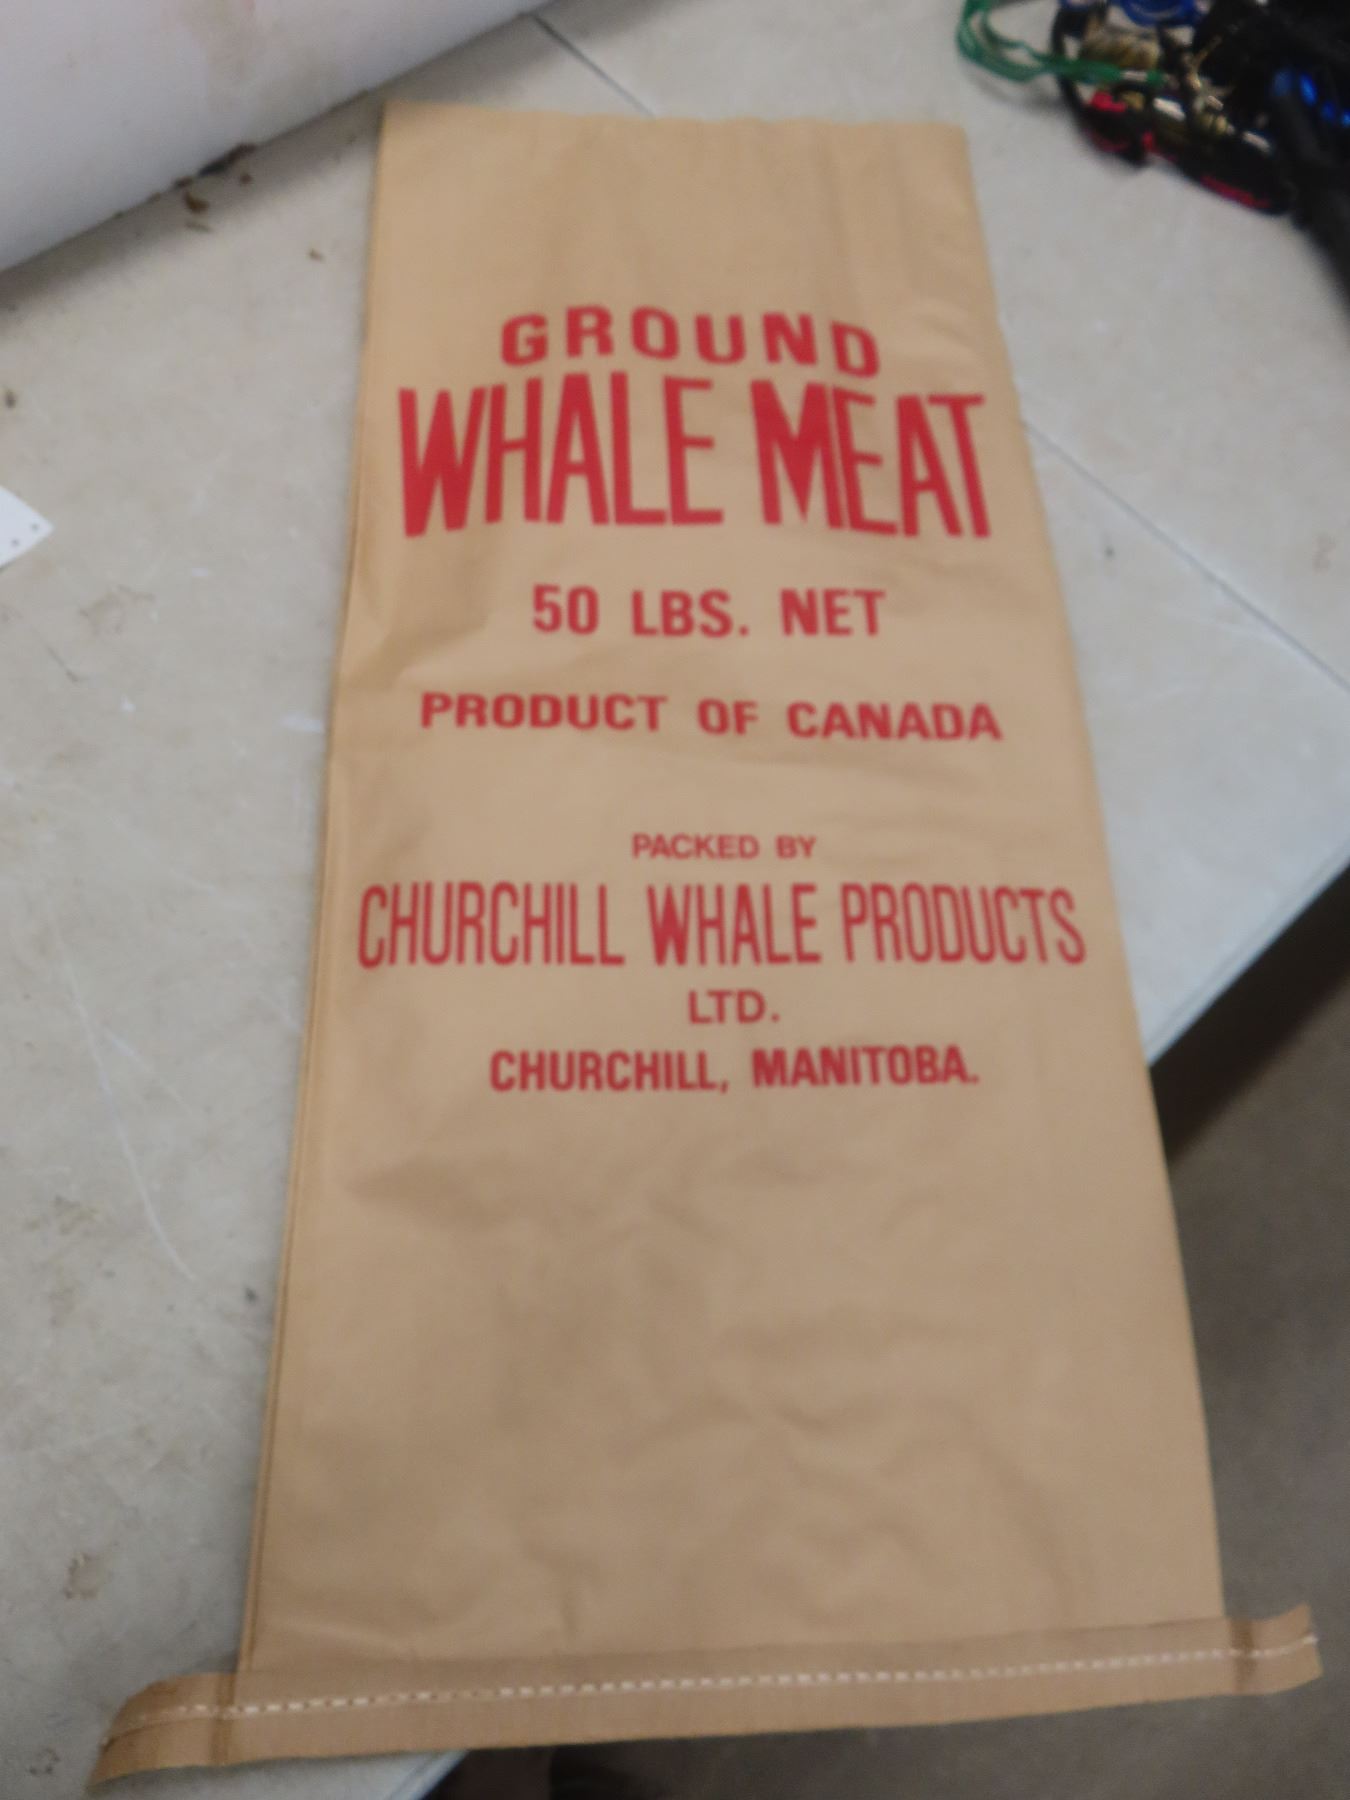 GROUND
WHALE MEAT
50 LBS. NET
PRODUCT OF CANADA
PACKED BY
CHURCHILL WHALE PRODUCTS
LTD.
CHURCHILL, MANITOBA.